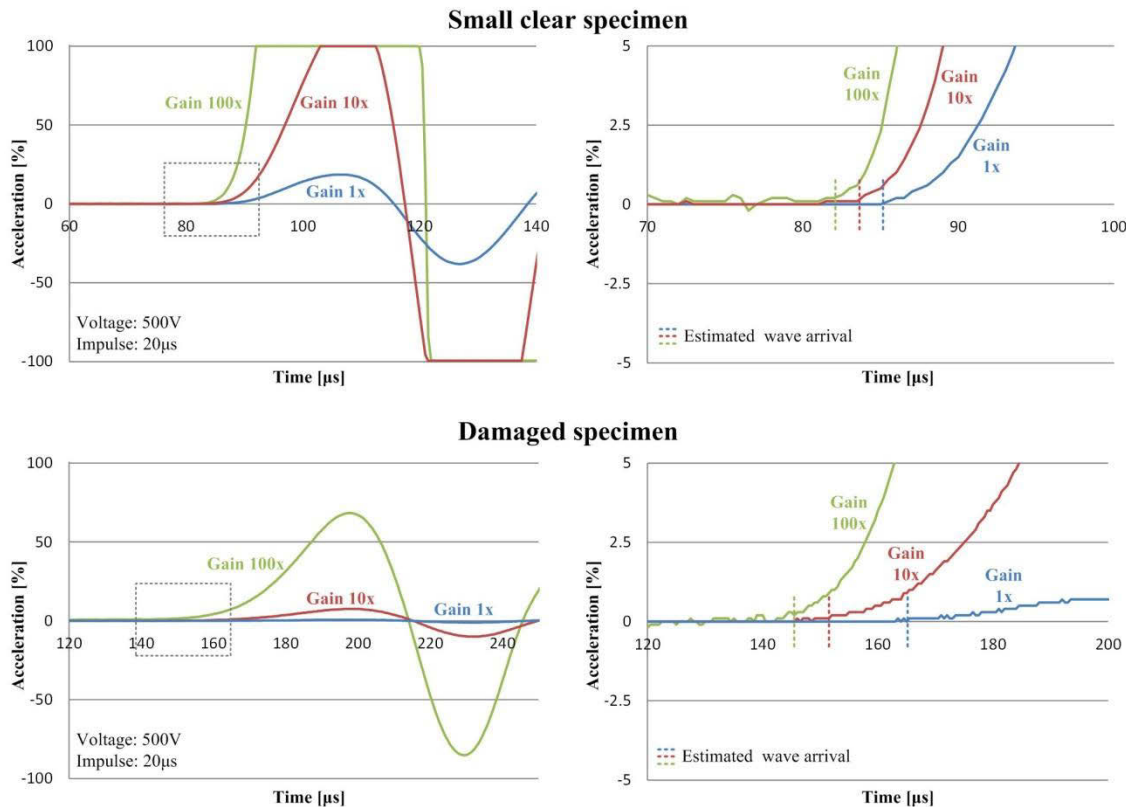 Small clear specimen
100
50
0
-50
-100
Acceleration [%]
60
80
100
120
140
Gain 100x
Gain 10x
Gain 1x
Voltage: 500V
Impulse: 20µs
Time [µs]
5
2.5
0
-2.5
-5
Acceleration [%]
70
80
90
100
Gain
100x
Gain
10x
Gain
1x
Estimated wave arrival
Time [µs]
Damaged specimen
100
50
0
-50
-100
Acceleration [%]
120
140
160
180
200
220
240
Gain 100x
Gain 10x
Gain 1x
Voltage: 500V
Impulse: 20µs
Time [µs]
5
2.5
0
-2.5
-5
Acceleration [%]
120
140
160
180
200
Gain
100x
Gain
10x
Gain
1x
Estimated wave arrival
Time [µs]